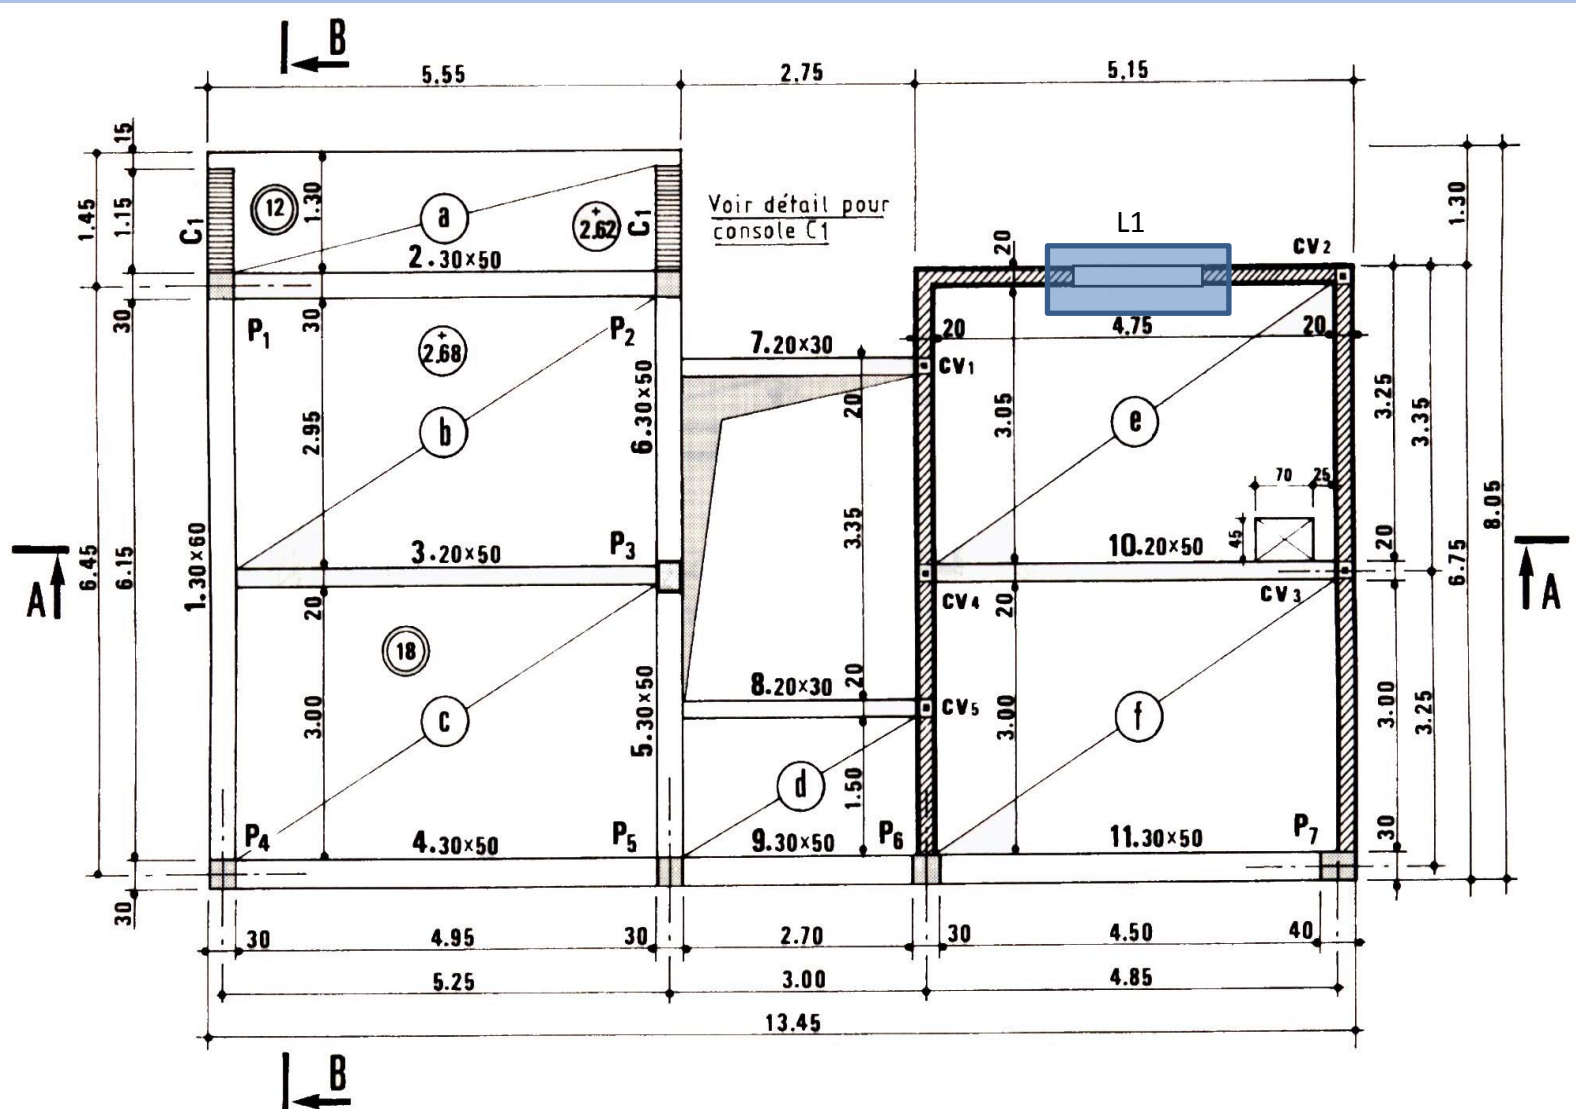 B
5.55
2.75
5.15
15
1.45
1.15
30
C1
12
1.30
a
+
2.62
C1
2.30×50
Voir détail pour
console C1
L1
20
CV2
1.30
P1
30
P2
+
2.68
b
2.95
6.30×50
7.20×30
CV1
20
4.75
20
20
3.05
e
3.25
3.35
8.05
6.45
6.15
1.30×60
3.20×50
P3
3.35
70
25
45
10.20×50
20
6.75
A
A
20
18
CV4
20
CV3
c
3.00
5.30×50
8.20×30
20
CV5
3.00
f
3.00
3.25
d
1.50
P4
4.30×50
P5
9.30×50
P6
11.30×50
P7
30
30
30
4.95
30
2.70
30
4.50
40
5.25
3.00
4.85
13.45
B